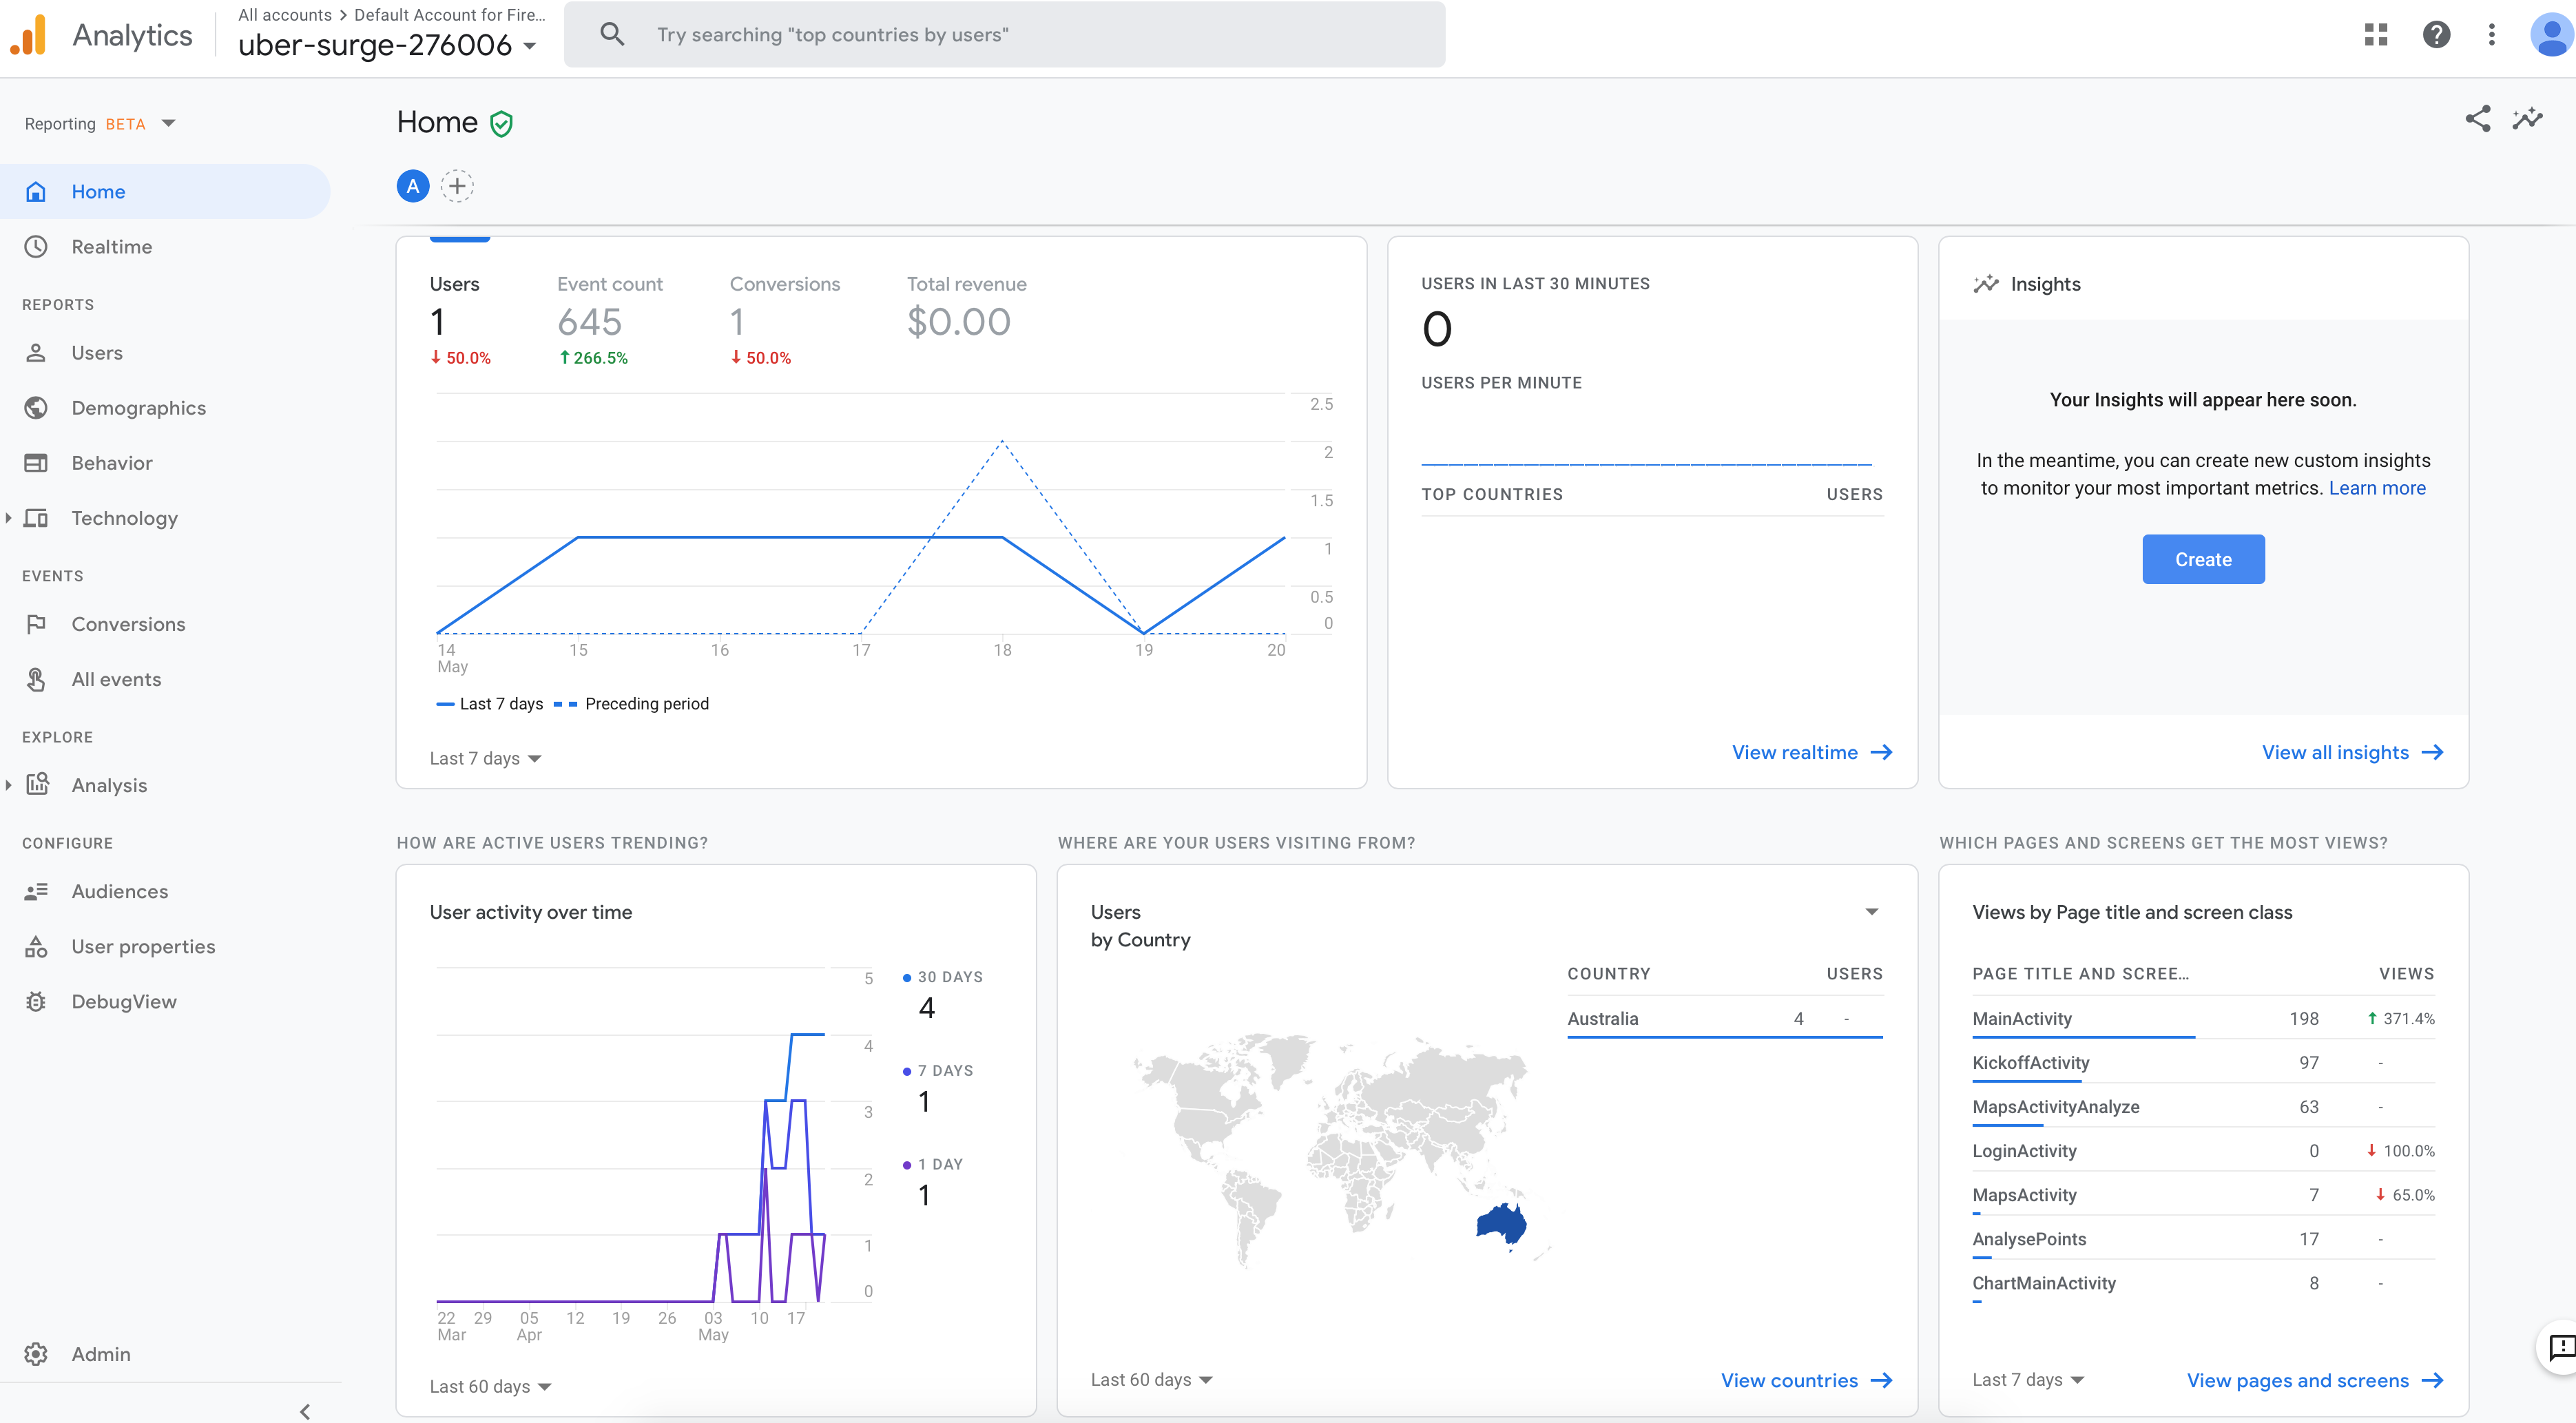 Analytics
All accounts > Default Account for Fire...
uber-surge-276006
Try searching "top countries by users"
Reporting BETA
Home
Realtime
REPORTS
Users
Demographics
Behavior
Technology
EVENTS
Conversions
All events
EXPLORE
Analysis
CONFIGURE
Audiences
User properties
DebugView
Admin
Home
A
Users Event count Conversions Total revenue
1 645 1 $0.00
50.0% 266.5% 50.0%
2.5
2
1.5
1
0.5
0
14 15 16 17 18 19 20
May
Last 7 days Preceding period
Last 7 days
USERS IN LAST 30 MINUTES
0
USERS PER MINUTE
TOP COUNTRIES USERS
View realtime
Insights
Your Insights will appear here soon.
In the meantime, you can create new custom insights
to monitor your most important metrics. Learn more
Create
View all insights
HOW ARE ACTIVE USERS TRENDING?
User activity over time
5
4
3
2
1
0
22 29 05 12 19 26 03 10 17
Mar Apr May
30 DAYS
4
7 DAYS
1
1 DAY
1
Last 60 days
WHERE ARE YOUR USERS VISITING FROM?
Users
by Country
COUNTRY USERS
Australia 4 -
Last 60 days
View countries
WHICH PAGES AND SCREENS GET THE MOST VIEWS?
Views by Page title and screen class
PAGE TITLE AND SCREE... VIEWS
MainActivity 198 371.4%
KickoffActivity 97 -
MapsActivityAnalyze 63 -
LoginActivity 0 100.0%
MapsActivity 7 65.0%
AnalysePoints 17 -
ChartMainActivity 8 -
Last 7 days
View pages and screens